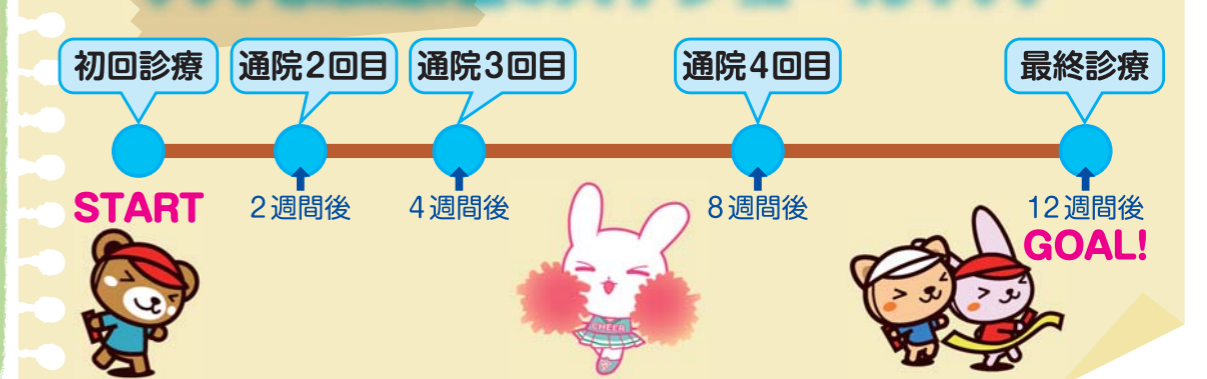 初回診療
通院2回目
通院3回目
通院4回目
最終診療
START
2週間後
4週間後
8週間後
12週間後
GOAL!
CHEER